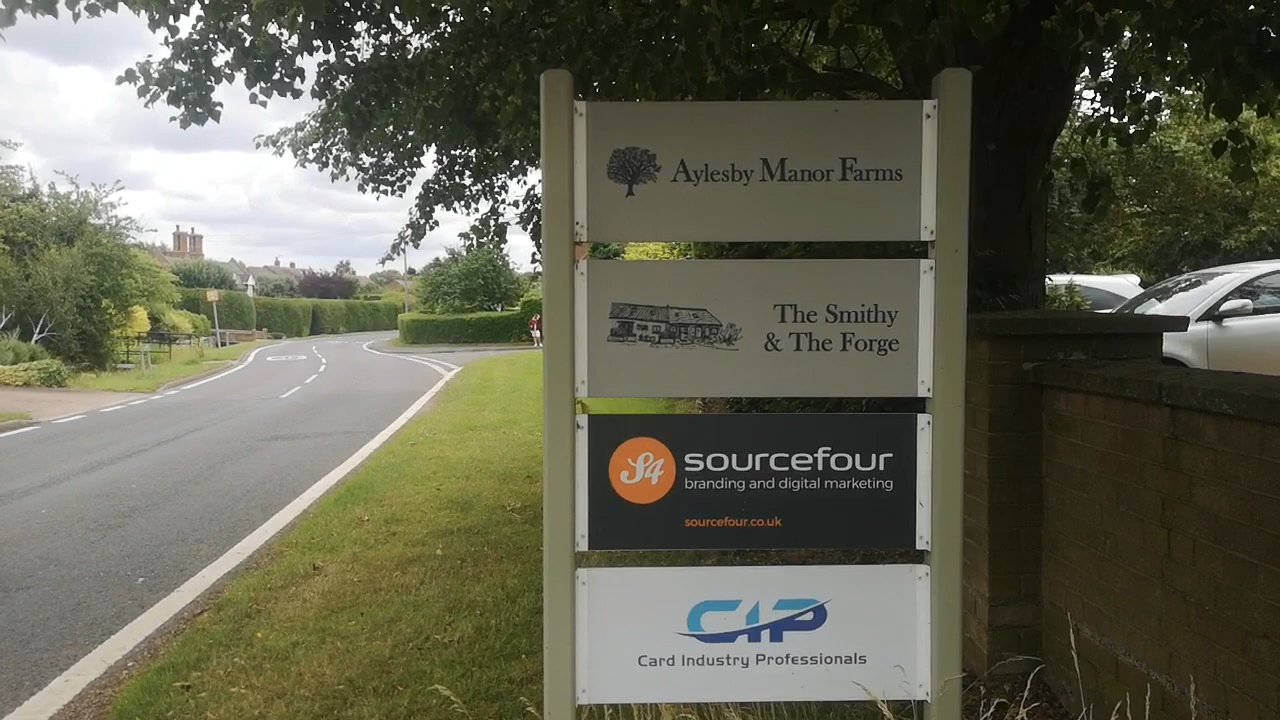 Aylesby Manor Farms
The Smithy
& The Forge
S4 sourcefour
branding and digital marketing
sourcefour.co.uk
CIP
Card Industry Professionals